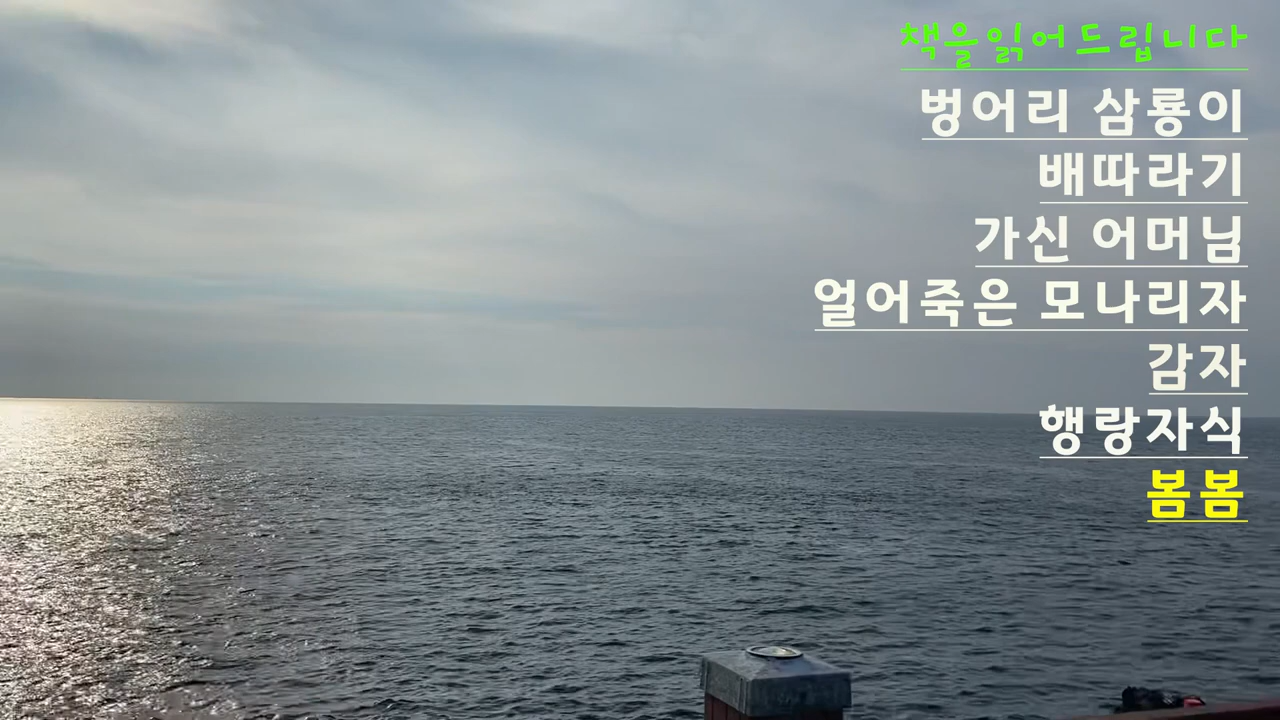 책을읽어드립니다
벙어리 삼룡이
배따라기
가신 어머님
얼어죽은 모나리자
감자
행랑자식
봄봄